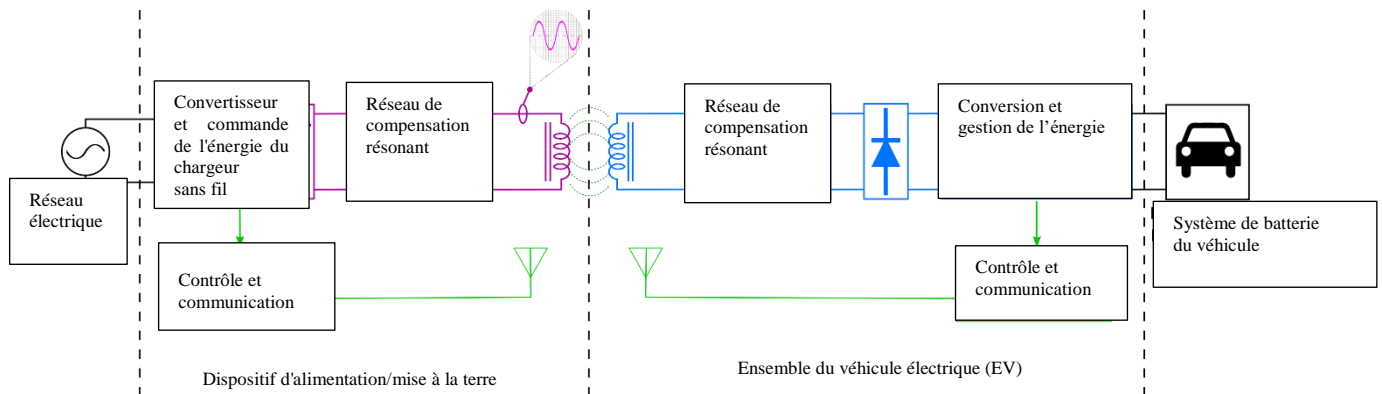 Réseau
électrique
Convertisseur
et commande
de l'énergie du
chargeur
sans fil
Réseau de
compensation
résonant
Réseau de
compensation
résonant
Conversion et
gestion de l’énergie
Système de batterie
du véhicule
Contrôle et
communication
Contrôle et
communication
Dispositif d'alimentation/mise à la terre
Ensemble du véhicule électrique (EV)